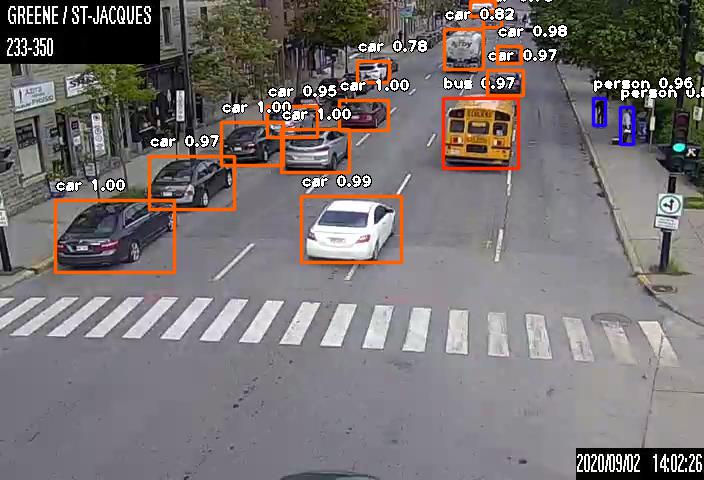 GREENE / ST-JACQUES
233-350
car 0.82
car 0.98
car 0.78
car 0.97
bus 0.97
car 0.95
car 1.00
person 0.96
car 1.00
car 1.00
car 0.97
car 0.99
car 1.00
2020/09/02 14:02:26